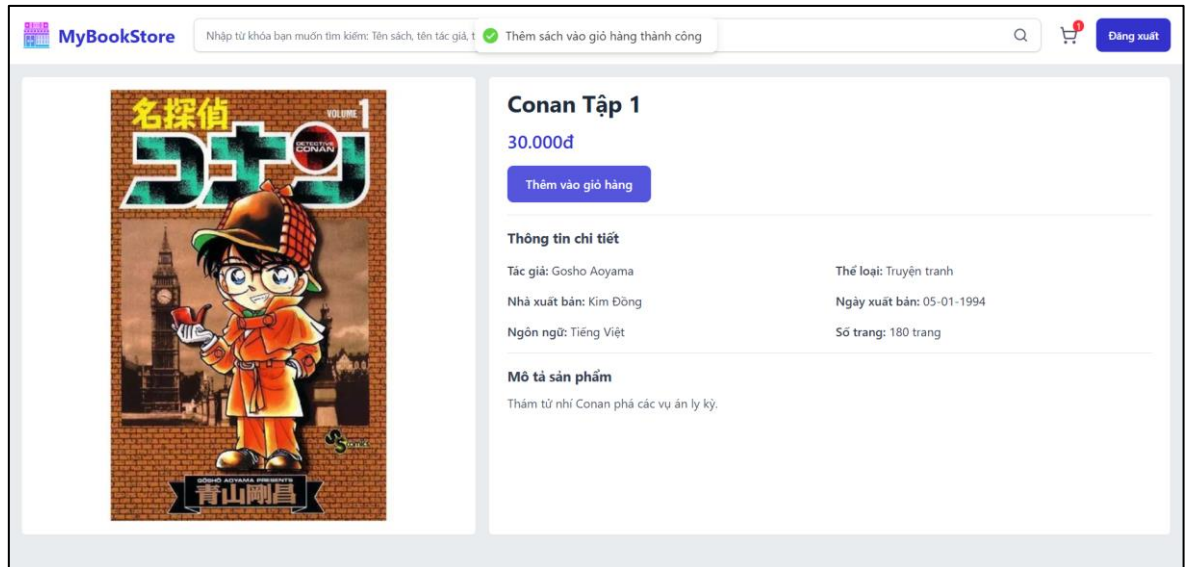 MyBookStore
Nhập từ khóa bạn muốn tìm kiếm: Tên sách, tên tác giả, t
Thêm sách vào giỏ hàng thành công
1
Đăng xuất
名探偵
VOLUME 1
コナン
DETECTIVE CONAN
GOSHO AOYAMA PRESENTS
青山剛昌
Conan Tập 1
30.000đ
Thêm vào giỏ hàng
Thông tin chi tiết
Tác giả: Gosho Aoyama
Thể loại: Truyện tranh
Nhà xuất bản: Kim Đồng
Ngày xuất bản: 05-01-1994
Ngôn ngữ: Tiếng Việt
Số trang: 180 trang
Mô tả sản phẩm
Thám tử nhí Conan phá các vụ án ly kỳ.